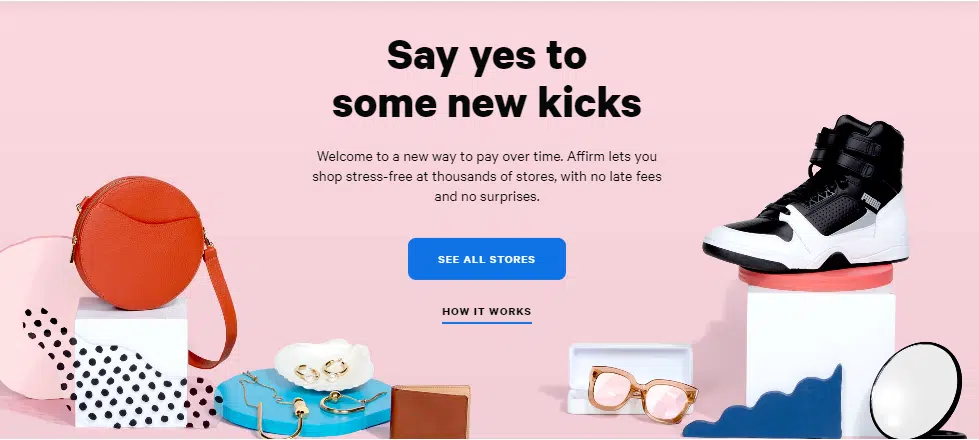 Say yes to
some new kicks
Welcome to a new way to pay over time. Affirm lets you
shop stress-free at thousands of stores, with no late fees
and no surprises.
SEE ALL STORES
HOW IT WORKS
PUMA